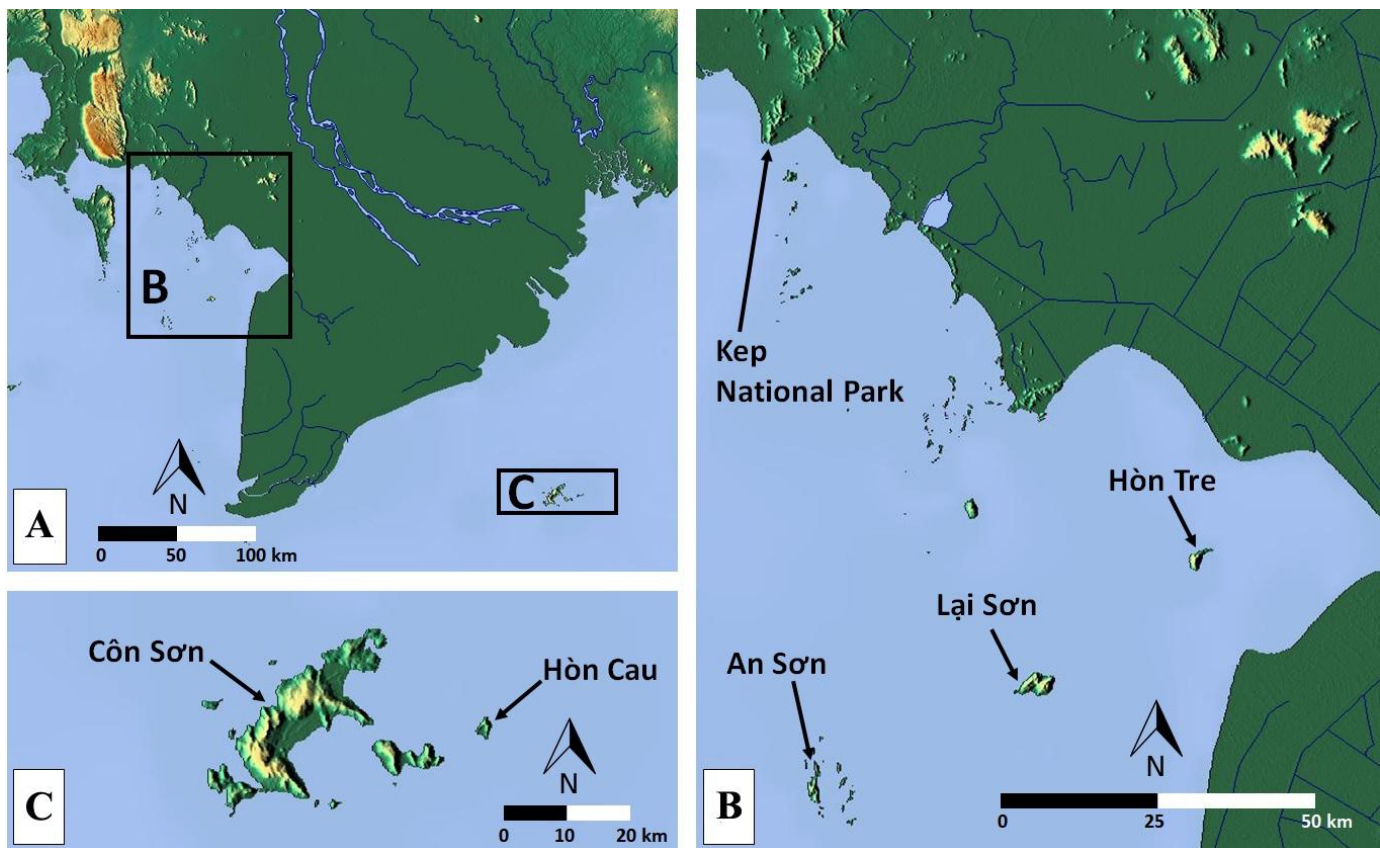 B
C
N
A
0 50 100 km
Côn Sơn
Hòn Cau
N
C
0 10 20 km
Kep
National Park
Hòn Tre
Lại Sơn
An Sơn
N
B
0 25 50 km